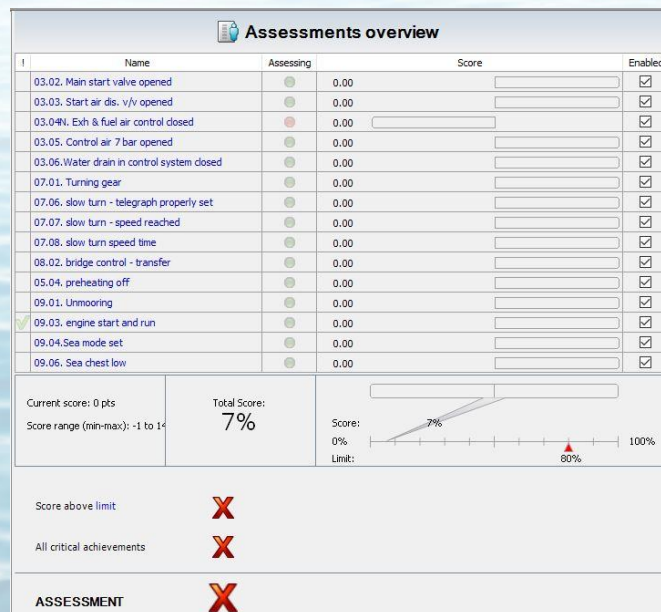 Assessments overview
! Name Assessing Score Enabled
03.02. Main start valve opened 0.00
03.03. Start air dis. v/v opened 0.00
03.04N. Exh & fuel air control closed 0.00
03.05. Control air 7 bar opened 0.00
03.06.Water drain in control system closed 0.00
07.01. Turning gear 0.00
07.06. slow turn - telegraph properly set 0.00
07.07. slow turn - speed reached 0.00
07.08. slow turn speed time 0.00
08.02. bridge control - transfer 0.00
05.04. preheating off 0.00
09.01. Unmooring 0.00
09.03. engine start and run 0.00
09.04.Sea mode set 0.00
09.06. Sea chest low 0.00
Current score: 0 pts
Score range (min-max): -1 to 14
Total Score:
7%
Score: 7%
0% 100%
Limit: 80%
Score above limit
All critical achievements
ASSESSMENT